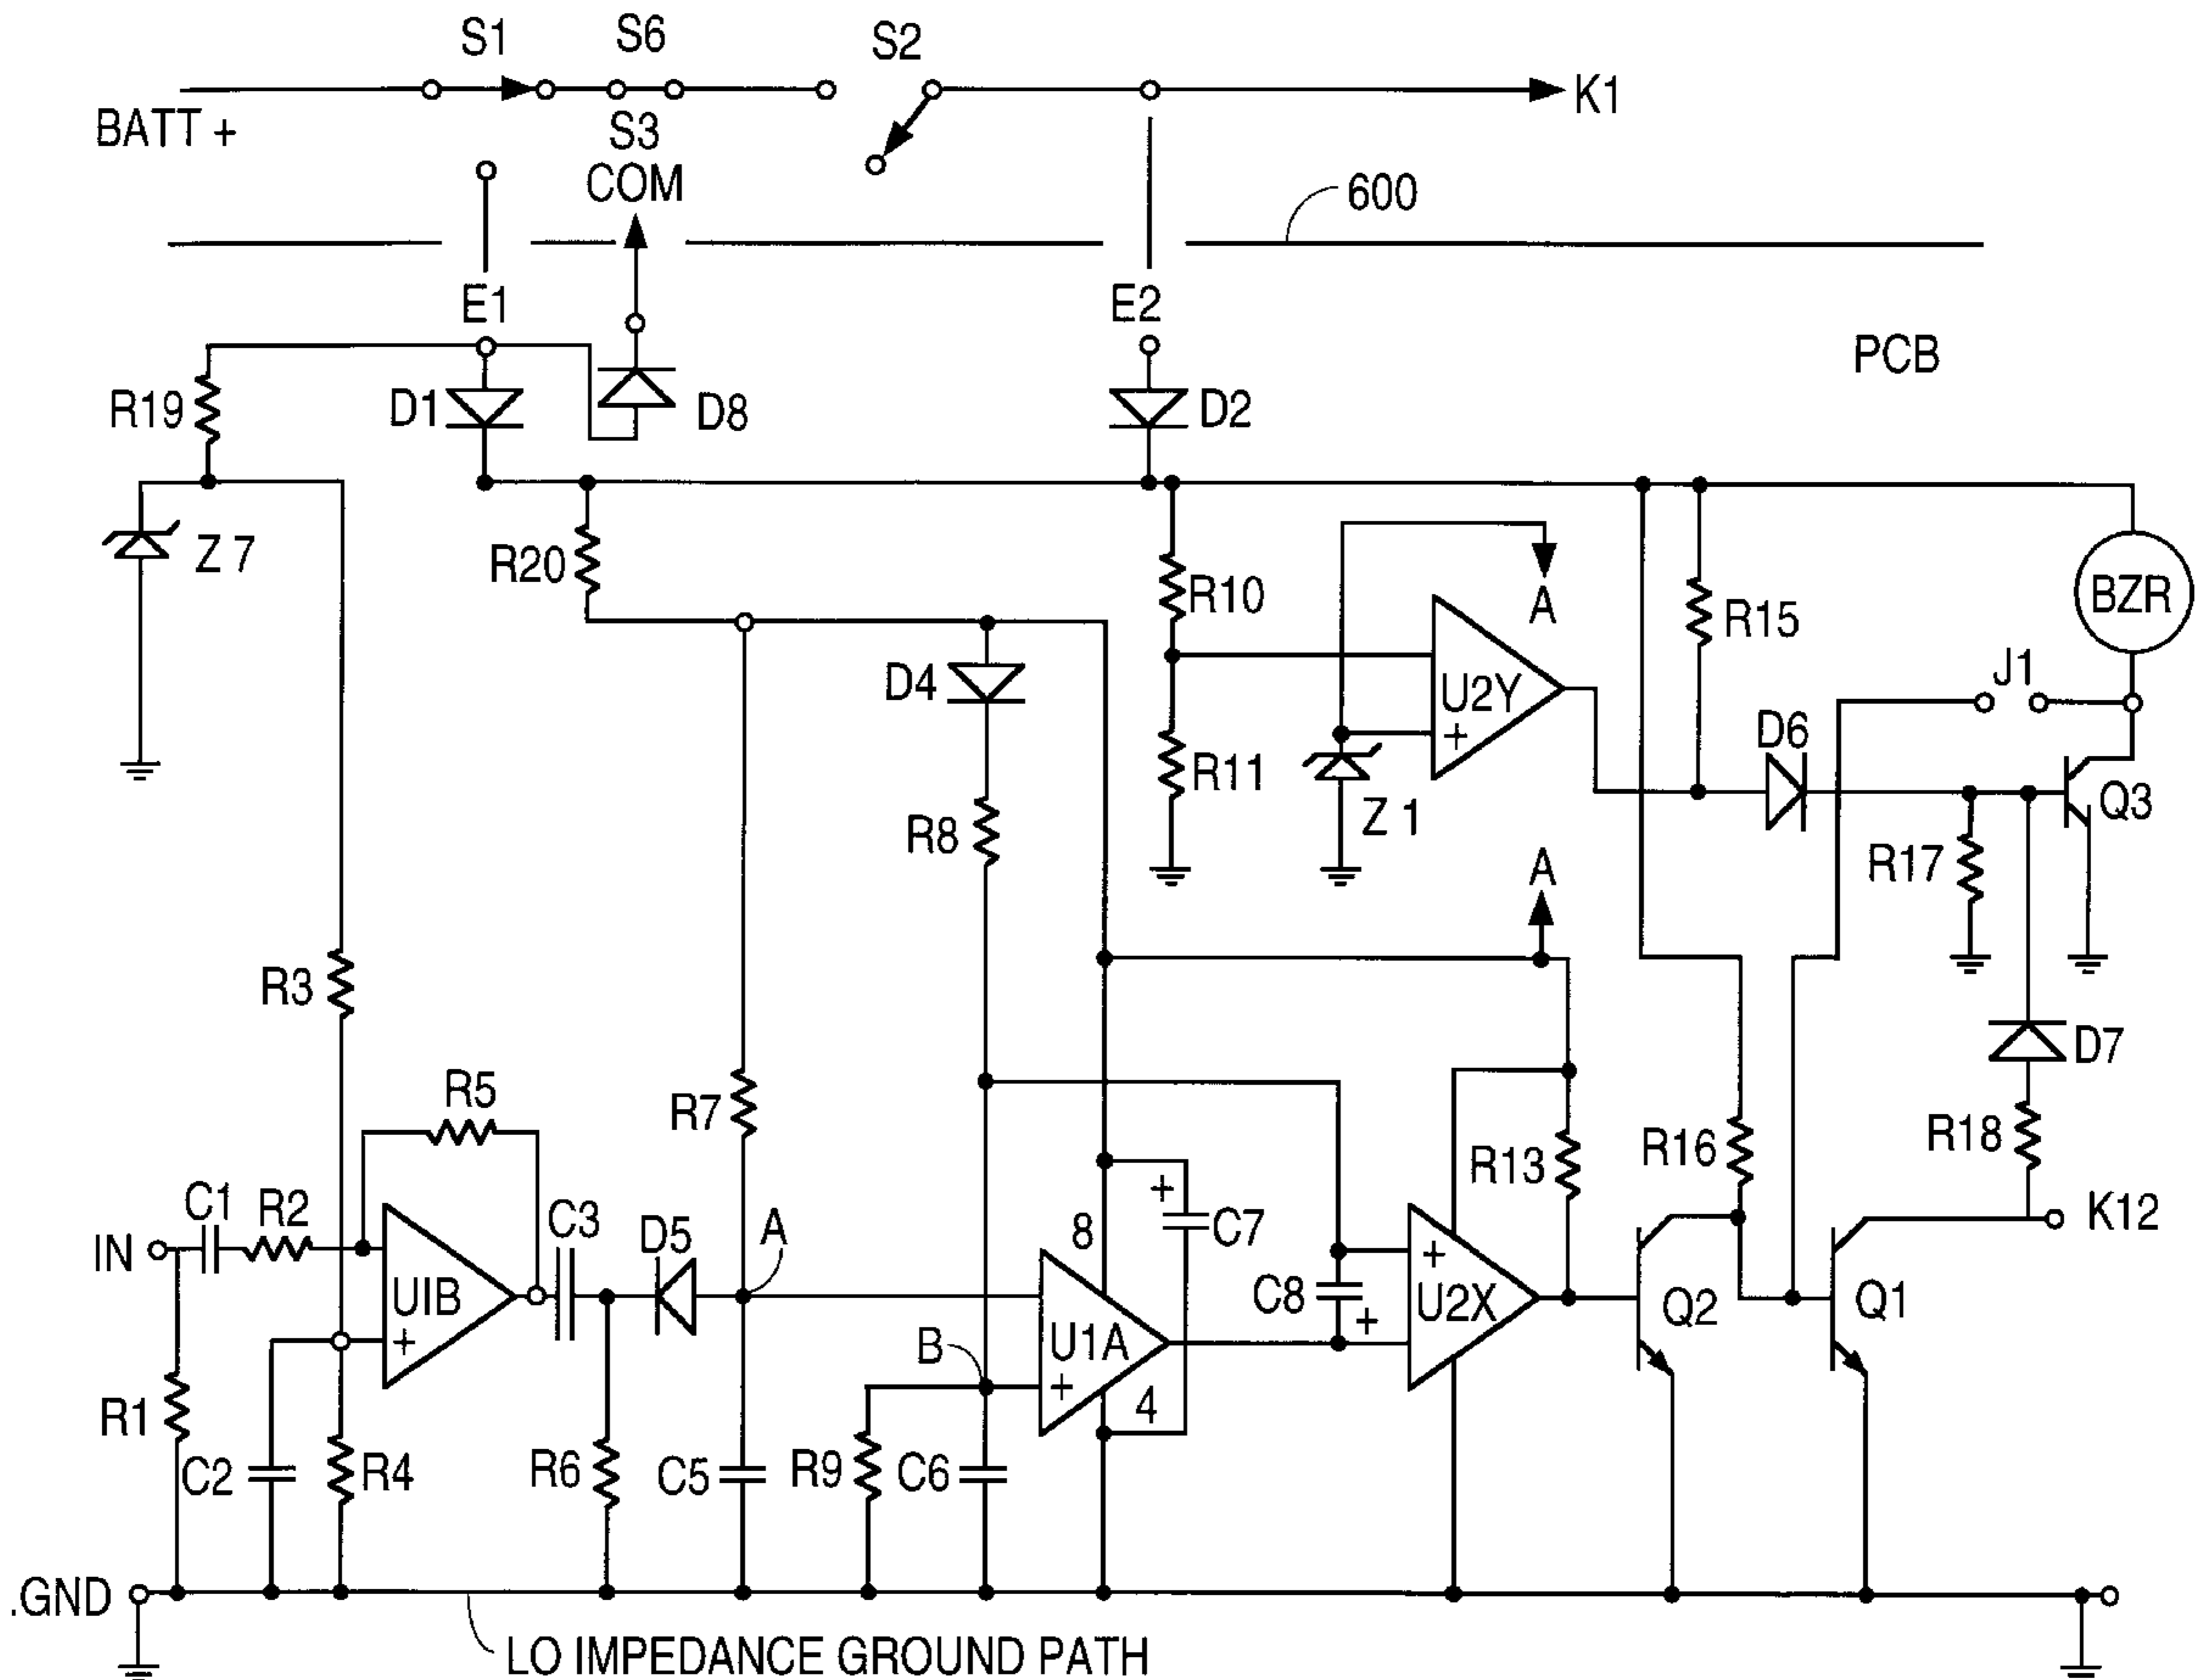 S1
S6
S2
BATT +
S3
COM
K1
600
E1
E2
PCB
R19
D1
D8
D2
Z 7
R20
R10
A
R15
BZR
D4
U2Y
+
J1
D6
R11
Z 1
R8
Q3
R17
A
R3
D7
R5
R7
R18
R16
R13
+
C7
K12
IN
C1
R2
C3
D5
A
8
UIB
+
C8
+
+
U2X
Q2
Q1
U1A
+
B
4
R1
C2
R4
R6
C5
R9
C6
.GND
LO IMPEDANCE GROUND PATH